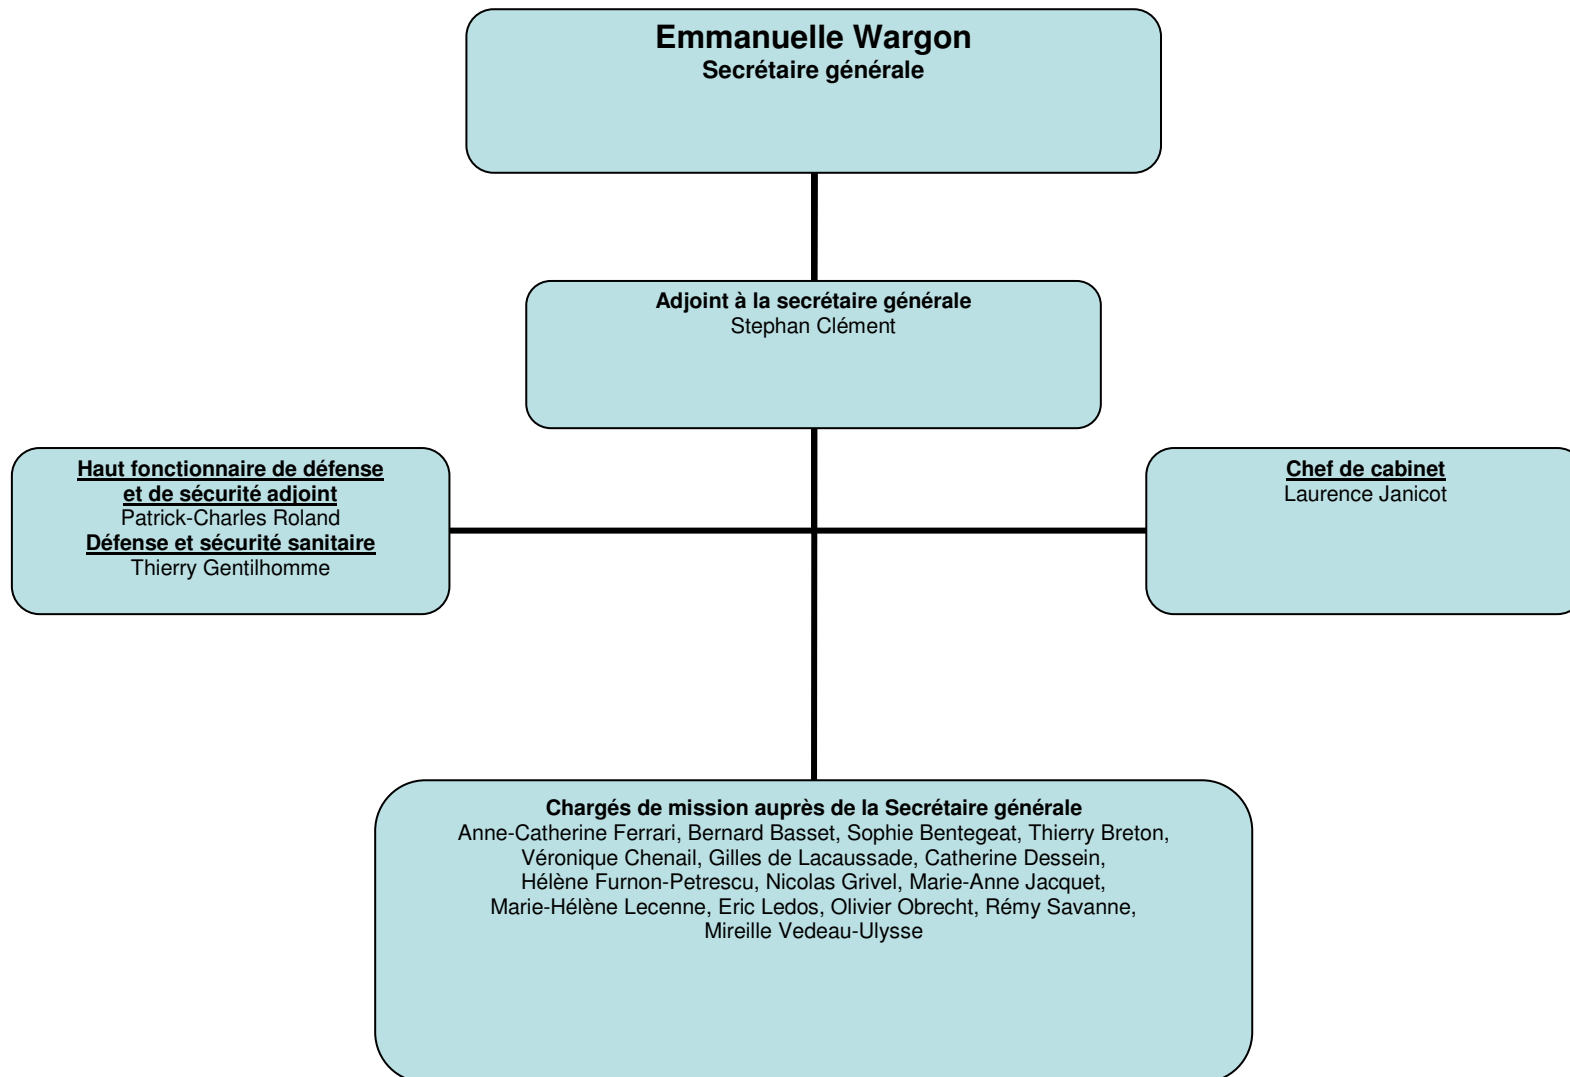 Emmanuelle Wargon
Secrétaire générale
Adjoint à la secrétaire générale
Stephan Clément
Haut fonctionnaire de défense
et de sécurité adjoint
Patrick-Charles Roland
Défense et sécurité sanitaire
Thierry Gentilhomme
Chef de cabinet
Laurence Janicot
Chargés de mission auprès de la Secrétaire générale
Anne-Catherine Ferrari, Bernard Basset, Sophie Bentegeat, Thierry Breton,
Véronique Chenail, Gilles de Lacaussade, Catherine Dessein,
Hélène Furnon-Petrescu, Nicolas Grivel, Marie-Anne Jacquet,
Marie-Hélène Lecenne, Eric Ledos, Olivier Obrecht, Rémy Savanne,
Mireille Vedeau-Ulysse